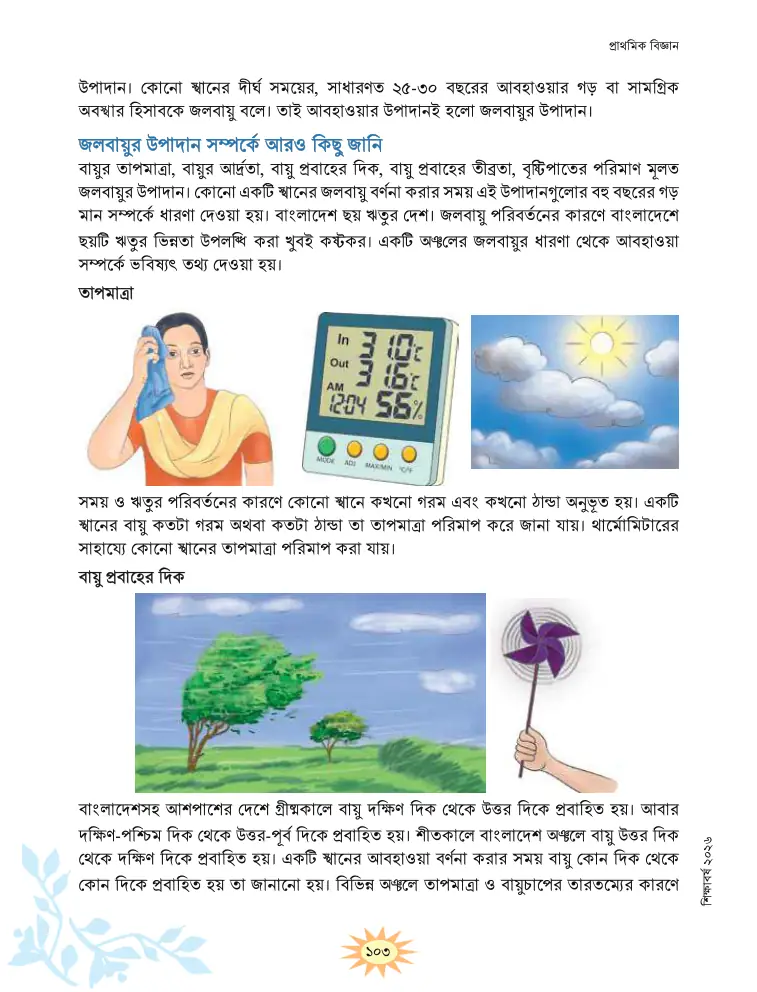 প্রাথমিক বিজ্ঞান
উপাদান। কোনো স্থানের দীর্ঘ সময়ের, সাধারণত ২৫-৩০ বছরের আবহাওয়ার গড় বা সামগ্রিক
অবস্থার হিসাবকে জলবায়ু বলে। তাই আবহাওয়ার উপাদানই হলো জলবায়ুর উপাদান।
জলবায়ুর উপাদান সম্পর্কে আরও কিছু জানি
বায়ুর তাপমাত্রা, বায়ুর আর্দ্রতা, বায়ু প্রবাহের দিক, বায়ু প্রবাহের তীব্রতা, বৃষ্টিপাতের পরিমাণ মূলত
জলবায়ুর উপাদান। কোনো একটি স্থানের জলবায়ু বর্ণনা করার সময় এই উপাদানগুলোর বহু বছরের গড়
মান সম্পর্কে ধারণা দেওয়া হয়। বাংলাদেশ ছয় ঋতুর দেশ। জলবায়ু পরিবর্তনের কারণে বাংলাদেশে
ছয়টি ঋতুর ভিন্নতা উপলব্ধি করা খুবই কষ্টকর। একটি অঞ্চলের জলবায়ুর ধারণা থেকে আবহাওয়া
সম্পর্কে ভবিষ্যৎ তথ্য দেওয়া হয়।
তাপমাত্রা
In 31.0 °C
Out 31.6 °C
AM 12:04 56 %
MODE ADJ MAX/MIN °C/°F
সময় ও ঋতুর পরিবর্তনের কারণে কোনো স্থানে কখনো গরম এবং কখনো ঠান্ডা অনুভূত হয়। একটি
স্থানের বায়ু কতটা গরম অথবা কতটা ঠান্ডা তা তাপমাত্রা পরিমাপ করে জানা যায়। থার্মোমিটারের
সাহায্যে কোনো স্থানের তাপমাত্রা পরিমাপ করা যায়।
বায়ু প্রবাহের দিক
বাংলাদেশসহ আশপাশের দেশে গ্রীষ্মকালে বায়ু দক্ষিণ দিক থেকে উত্তর দিকে প্রবাহিত হয়। আবার
দক্ষিণ-পশ্চিম দিক থেকে উত্তর-পূর্ব দিকে প্রবাহিত হয়। শীতকালে বাংলাদেশ অঞ্চলে বায়ু উত্তর দিক
থেকে দক্ষিণ দিকে প্রবাহিত হয়। একটি স্থানের আবহাওয়া বর্ণনা করার সময় বায়ু কোন দিক থেকে
কোন দিকে প্রবাহিত হয় তা জানানো হয়। বিভিন্ন অঞ্চলে তাপমাত্রা ও বায়ুচাপের তারতম্যের কারণে
শিক্ষাবর্ষ ২০২৬
১০৩